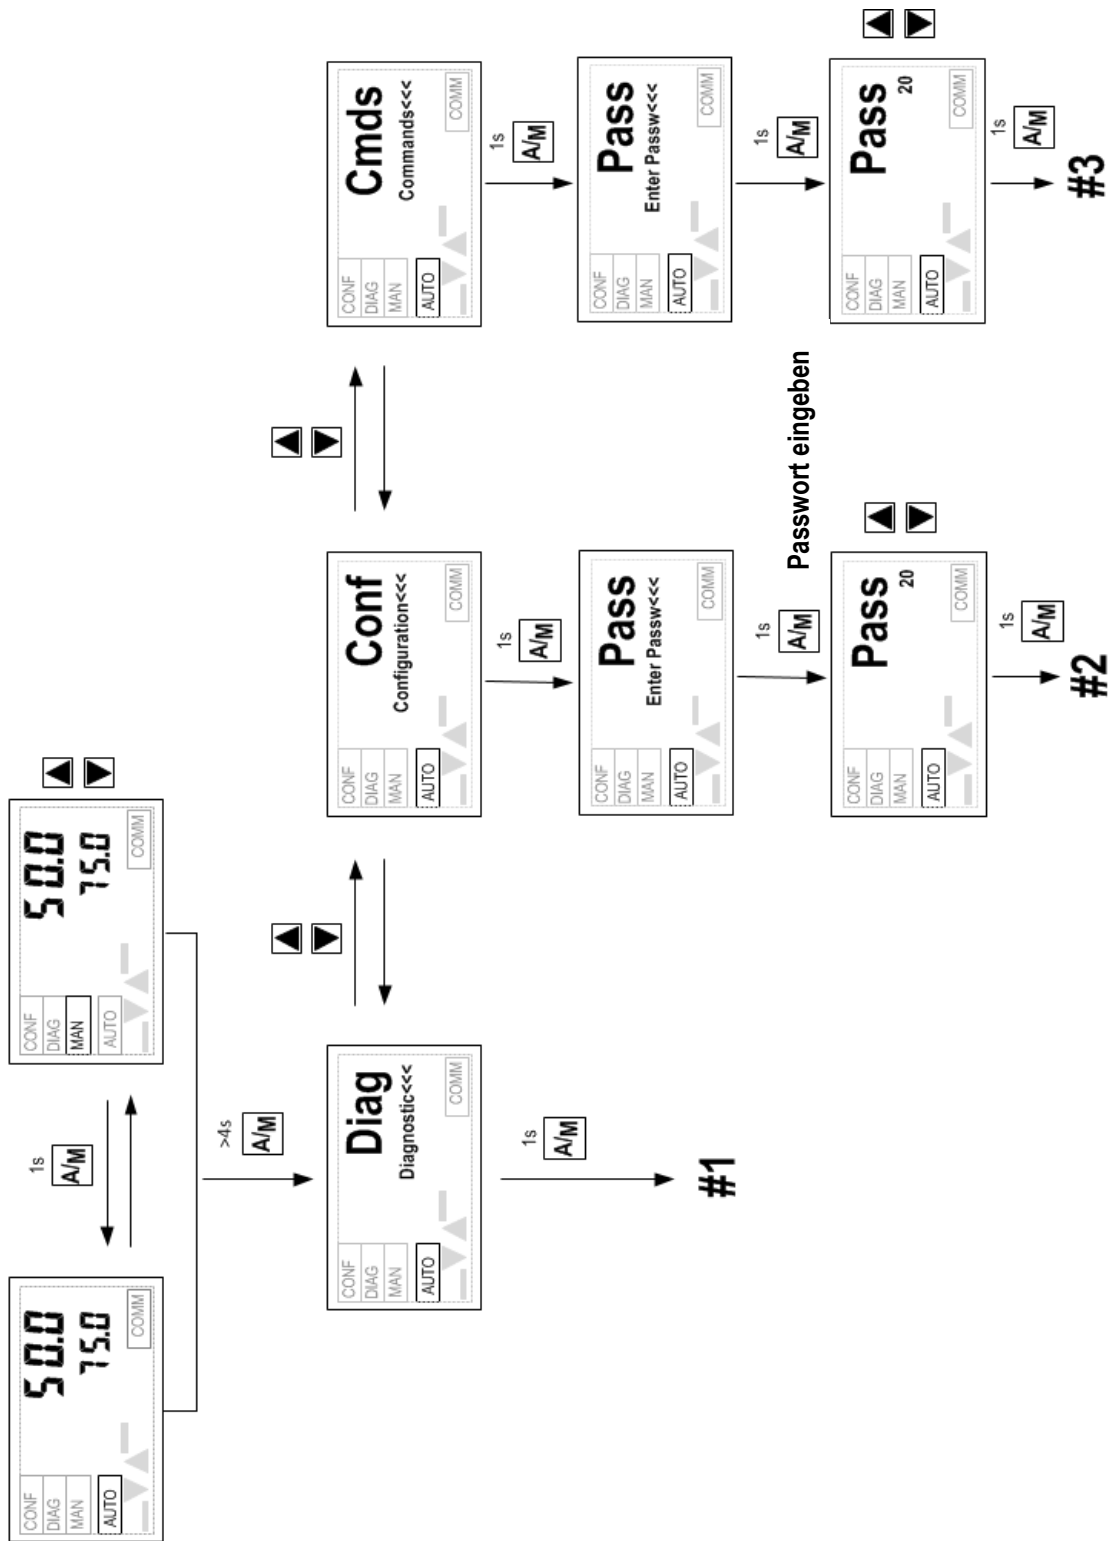 CONF
DIAG
MAN
AUTO
50.0
75.0
COMM
1s
A/M
CONF
DIAG
MAN
AUTO
50.0
75.0
COMM
>4s
A/M
CONF
DIAG
MAN
AUTO
Diag
Diagnostic<<<
COMM
CONF
DIAG
MAN
AUTO
Conf
Configuration<<<
COMM
CONF
DIAG
MAN
AUTO
Cmds
Commands<<<
COMM
1s
A/M
1s
A/M
1s
A/M
#1
CONF
DIAG
MAN
AUTO
Pass
Enter Passw<<<
COMM
CONF
DIAG
MAN
AUTO
Pass
Enter Passw<<<
COMM
1s
A/M
Passwort eingeben
1s
A/M
CONF
DIAG
MAN
AUTO
Pass
20
COMM
CONF
DIAG
MAN
AUTO
Pass
20
COMM
1s
A/M
1s
A/M
#2
#3